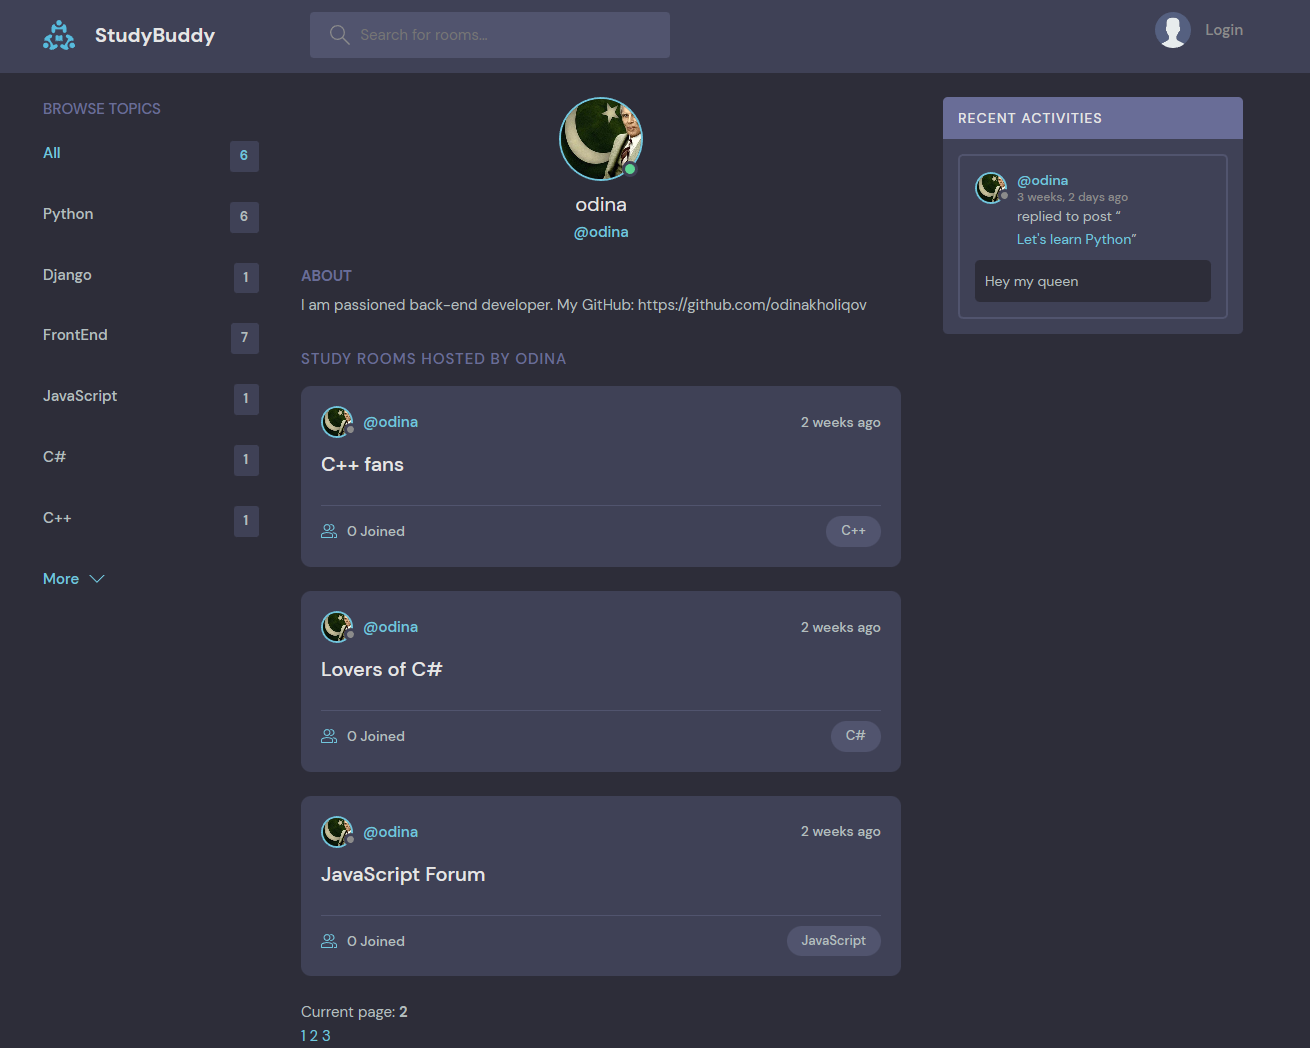 StudyBuddy
Search for rooms...
Login
BROWSE TOPICS
All 6
Python 6
Django 1
FrontEnd 7
JavaScript 1
C# 1
C++ 1
More
odina
@odina
ABOUT
I am passioned back-end developer. My GitHub: https://github.com/odinakholiqov
STUDY ROOMS HOSTED BY ODINA
@odina 2 weeks ago
C++ fans
0 Joined C++
@odina 2 weeks ago
Lovers of C#
0 Joined C#
@odina 2 weeks ago
JavaScript Forum
0 Joined JavaScript
Current page: 2
1 2 3
RECENT ACTIVITIES
@odina
3 weeks, 2 days ago
replied to post “
Let's learn Python”
Hey my queen